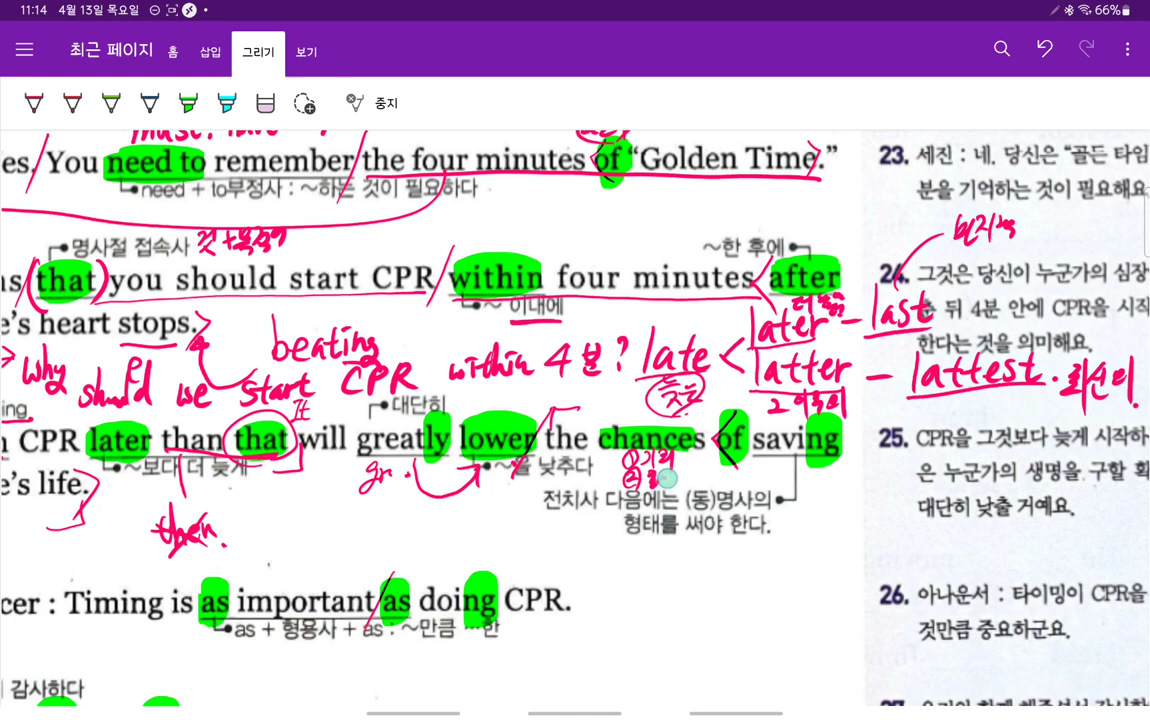 11:14 4월 13일 목요일 66%
최근 페이지 홈 삽입 그리기 보기
중지
es. You need to remember the four minutes of “Golden Time.”
need + to부정사 : ~하는 것이 필요하다
23. 세진 : 네, 당신은 “골든 타임
분을 기억하는 것이 필요해요
명사절 접속사
~한 후에
as that you should start CPR within four minutes after
~ 이내에
24. 그것은 당신이 누군가의 심장
춘 뒤 4분 안에 CPR을 시작
한다는 것을 의미해요.
e’s heart stops.
later - last
beating
why should we start CPR within 4분? late < latter - lattest. 최신의
It
대단히
ing
n CPR later than that will greatly lower the chances of saving
~보다 더 늦게
~을 낮추다
① 기회
②
gr.
25. CPR을 그것보다 늦게 시작하
은 누군가의 생명을 구할 확
대단히 낮출 거예요.
e’s life.
전치사 다음에는 (동)명사의
형태를 써야 한다.
then.
cer : Timing is as important as doing CPR.
as + 형용사 + as : ~만큼 …한
26. 아나운서 : 타이밍이 CPR을
것만큼 중요하군요.
감사하다